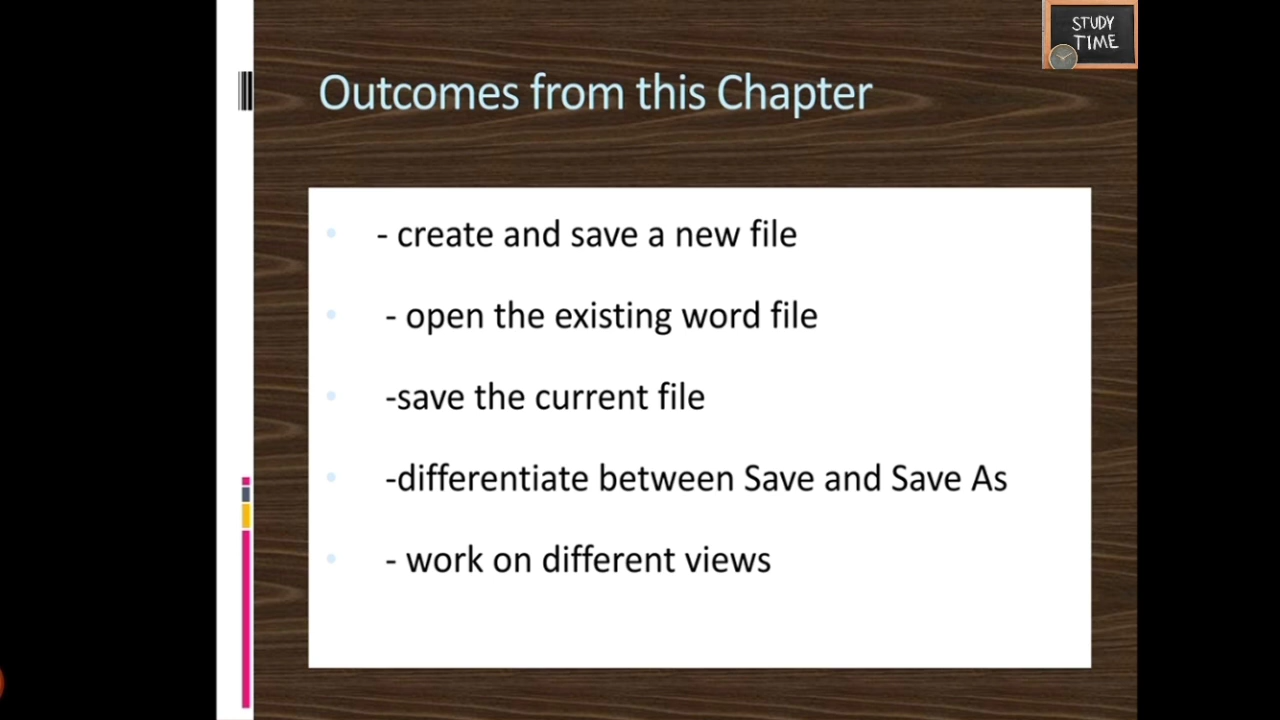 STUDY
TIME
Outcomes from this Chapter
- create and save a new file
- open the existing word file
-save the current file
-differentiate between Save and Save As
- work on different views